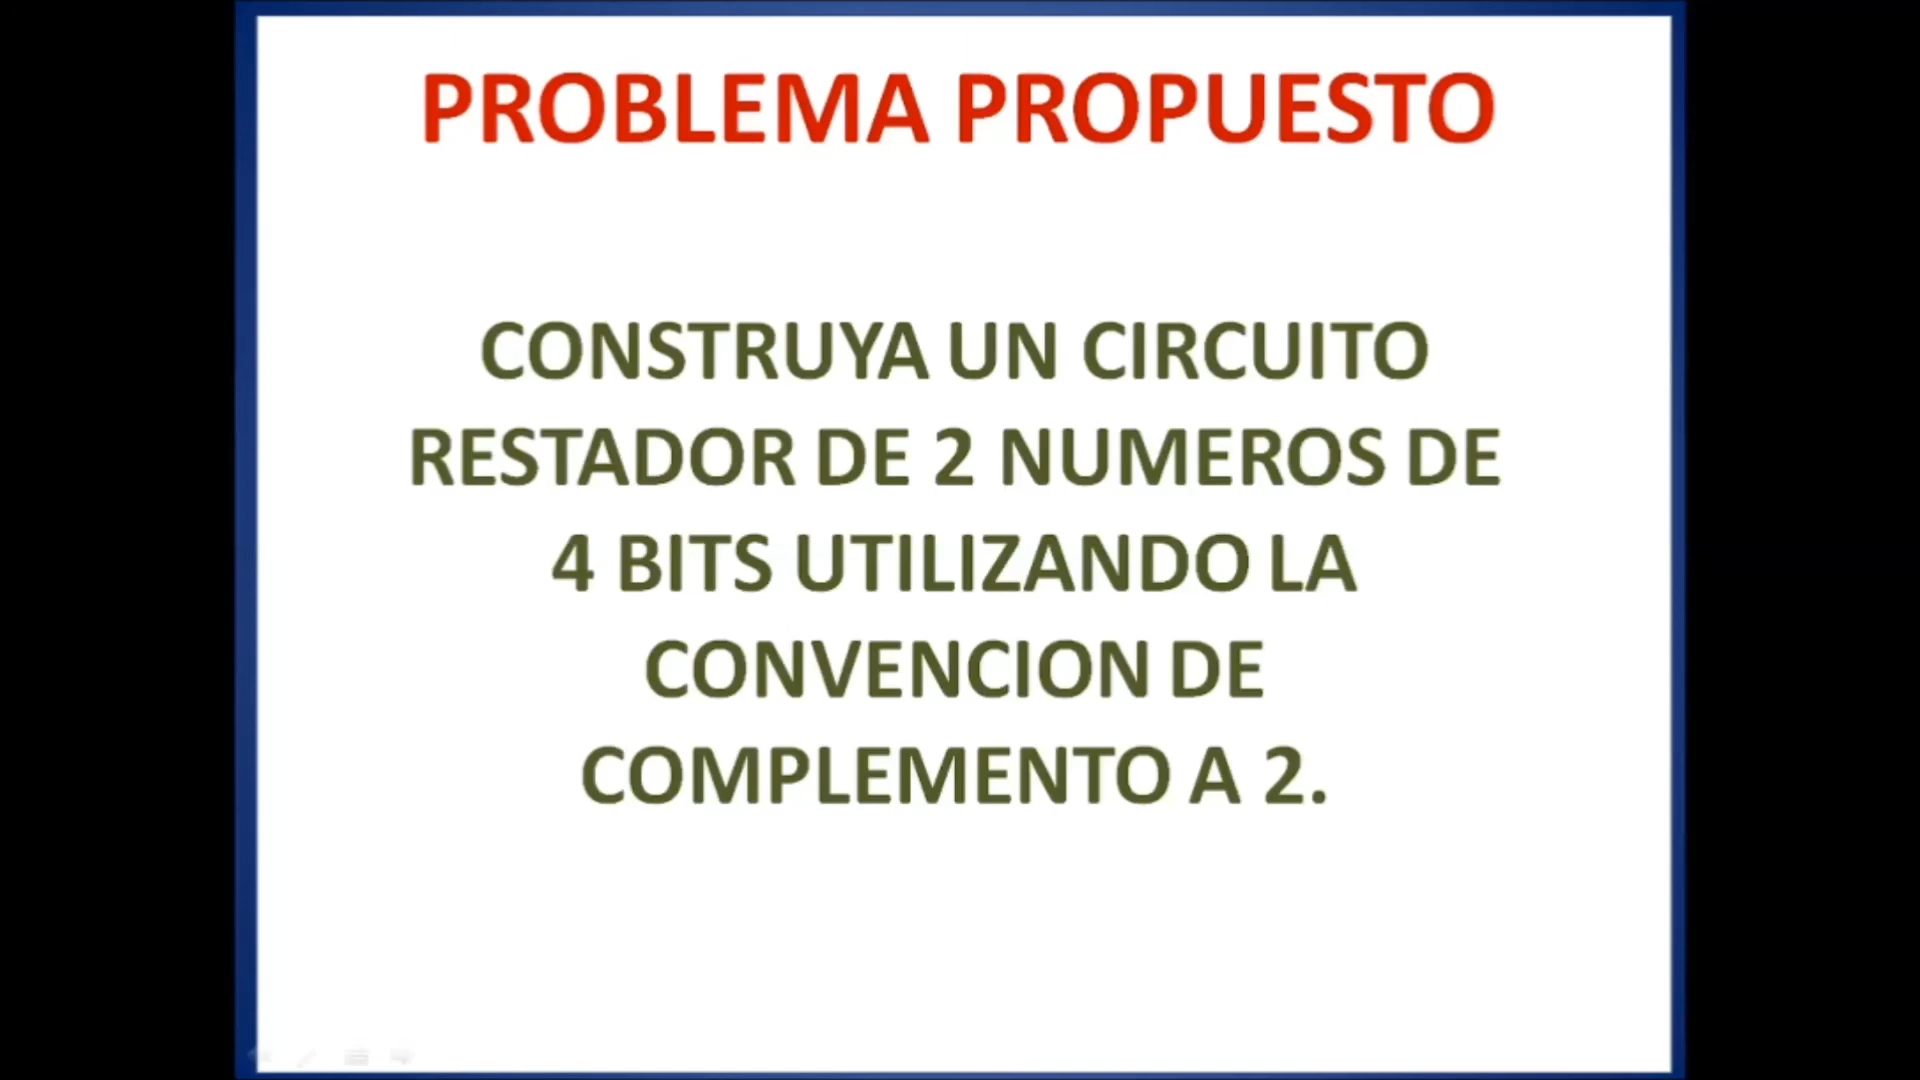 PROBLEMA PROPUESTO
CONSTRUYA UN CIRCUITO
RESTADOR DE 2 NUMEROS DE
4 BITS UTILIZANDO LA
CONVENCION DE
COMPLEMENTO A 2.